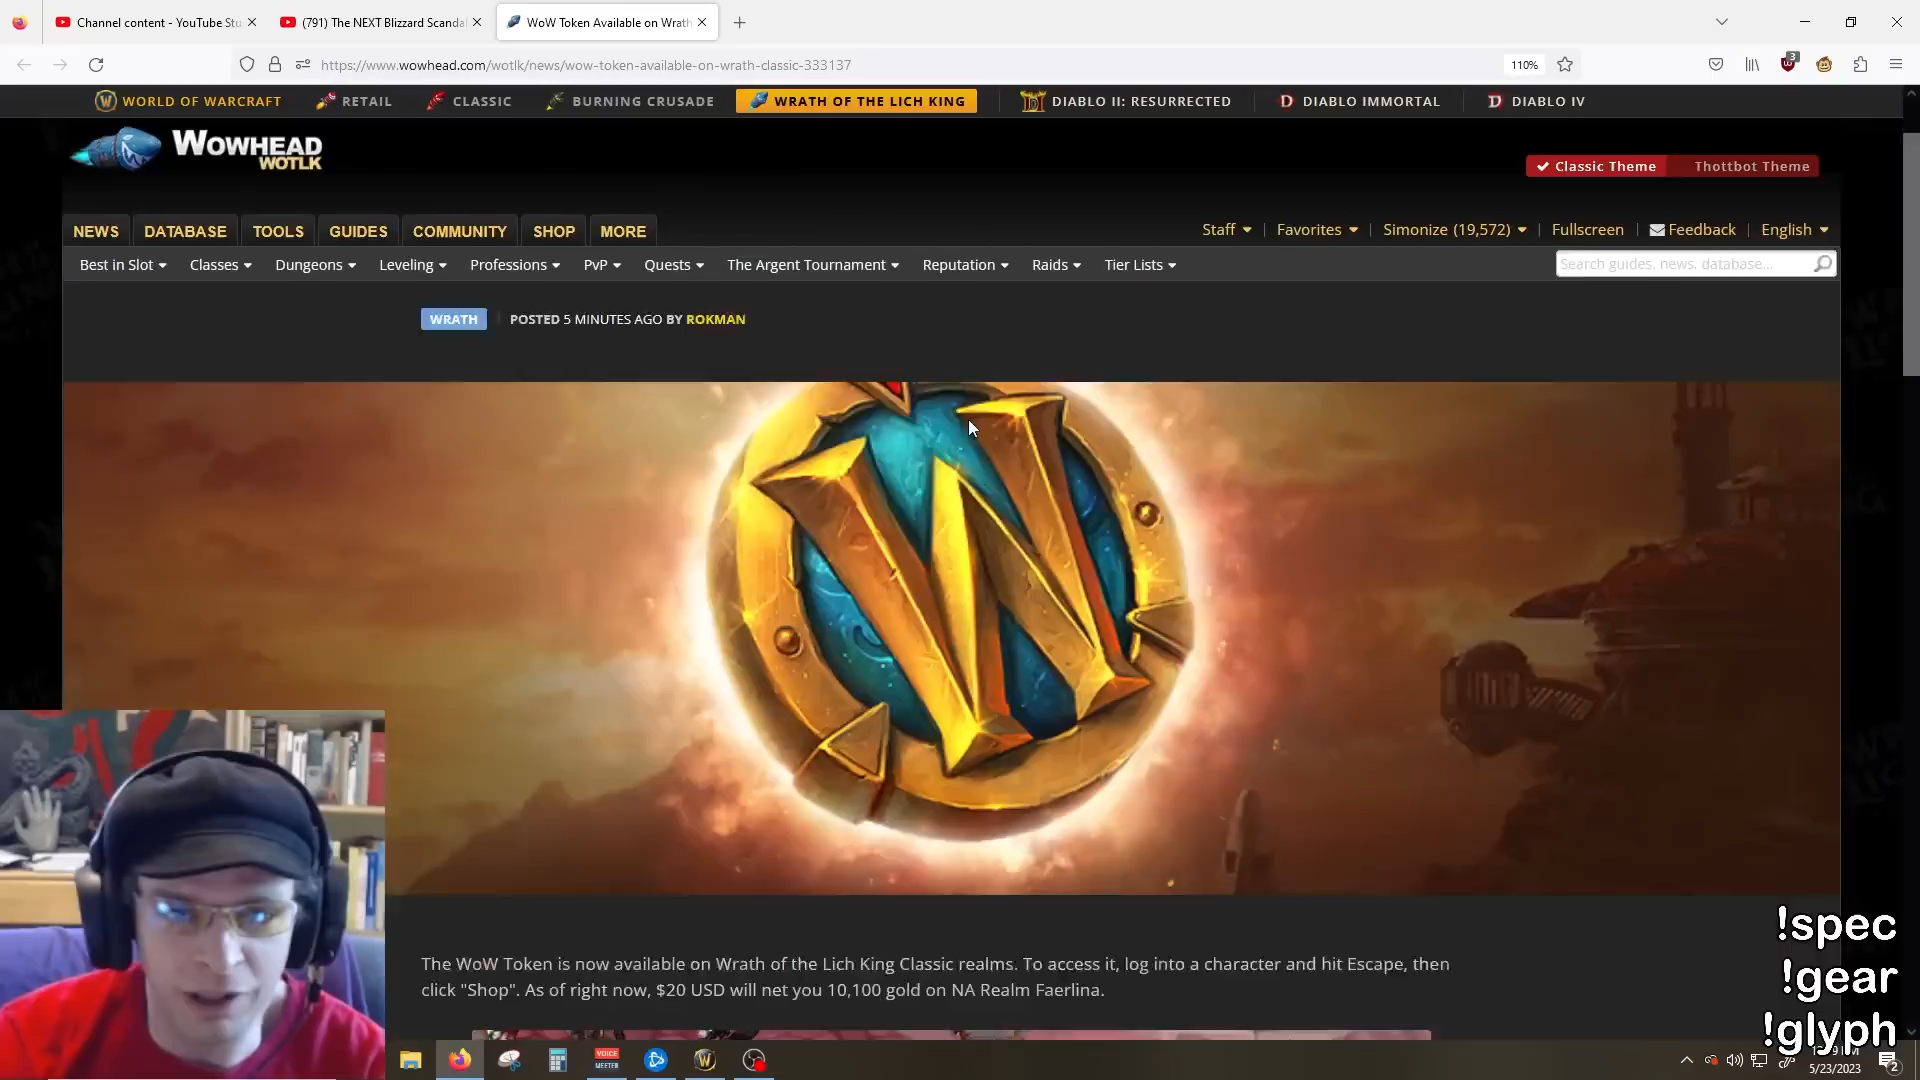 Channel content - YouTube Stu
(791) The NEXT Blizzard Scandal
WoW Token Available on Wrath
https://www.wowhead.com/wotlk/news/wow-token-available-on-wrath-classic-333137
110%
3
WORLD OF WARCRAFT
RETAIL
CLASSIC
BURNING CRUSADE
WRATH OF THE LICH KING
DIABLO II: RESURRECTED
DIABLO IMMORTAL
DIABLO IV
WOWHEAD
WOTLK
Classic Theme
Thottbot Theme
NEWS
DATABASE
TOOLS
GUIDES
COMMUNITY
SHOP
MORE
Staff
Favorites
Simonize (19,572)
Fullscreen
Feedback
English
Best in Slot
Classes
Dungeons
Leveling
Professions
PvP
Quests
The Argent Tournament
Reputation
Raids
Tier Lists
Search guides, news, database...
WRATH
POSTED 5 MINUTES AGO BY ROKMAN
W
The WoW Token is now available on Wrath of the Lich King Classic realms. To access it, log into a character and hit Escape, then
click "Shop". As of right now, $20 USD will net you 10,100 gold on NA Realm Faerlina.
!spec
!gear
!glyph
VOICE
MEETER
5/23/2023
2